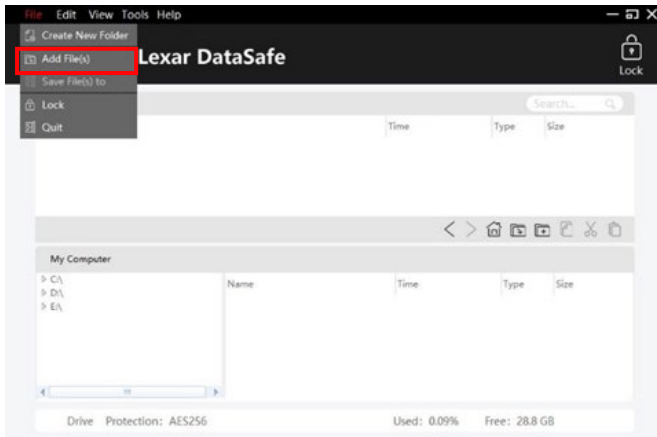 File Edit View Tools Help
Create New Folder
Add File(s)
Save File(s) to
Lock
Quit
Lexar DataSafe
Lock
Search...
Time Type Size
My Computer
C:\
D:\
E:\
Name Time Type Size
Drive Protection: AES256 Used: 0.09% Free: 28.8 GB